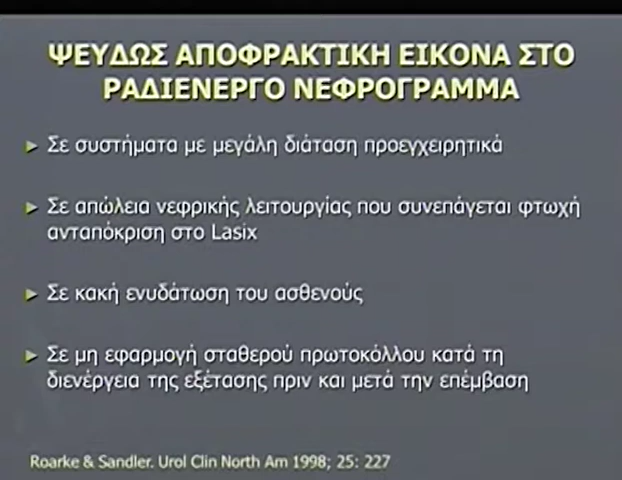 ΨΕΥΔΩΣ ΑΠΟΦΡΑΚΤΙΚΗ ΕΙΚΟΝΑ ΣΤΟ
ΡΑΔΙΕΝΕΡΓΟ ΝΕΦΡΟΓΡΑΜΜΑ
Σε συστήματα με μεγάλη διάταση προεγχειρητικά
Σε απώλεια νεφρικής λειτουργίας που συνεπάγεται φτωχή
ανταπόκριση στο Lasix
Σε κακή ενυδάτωση του ασθενούς
Σε μη εφαρμογή σταθερού πρωτοκόλλου κατά τη
διενέργεια της εξέτασης πριν και μετά την επέμβαση
Roarke & Sandler. Urol Clin North Am 1998; 25: 227